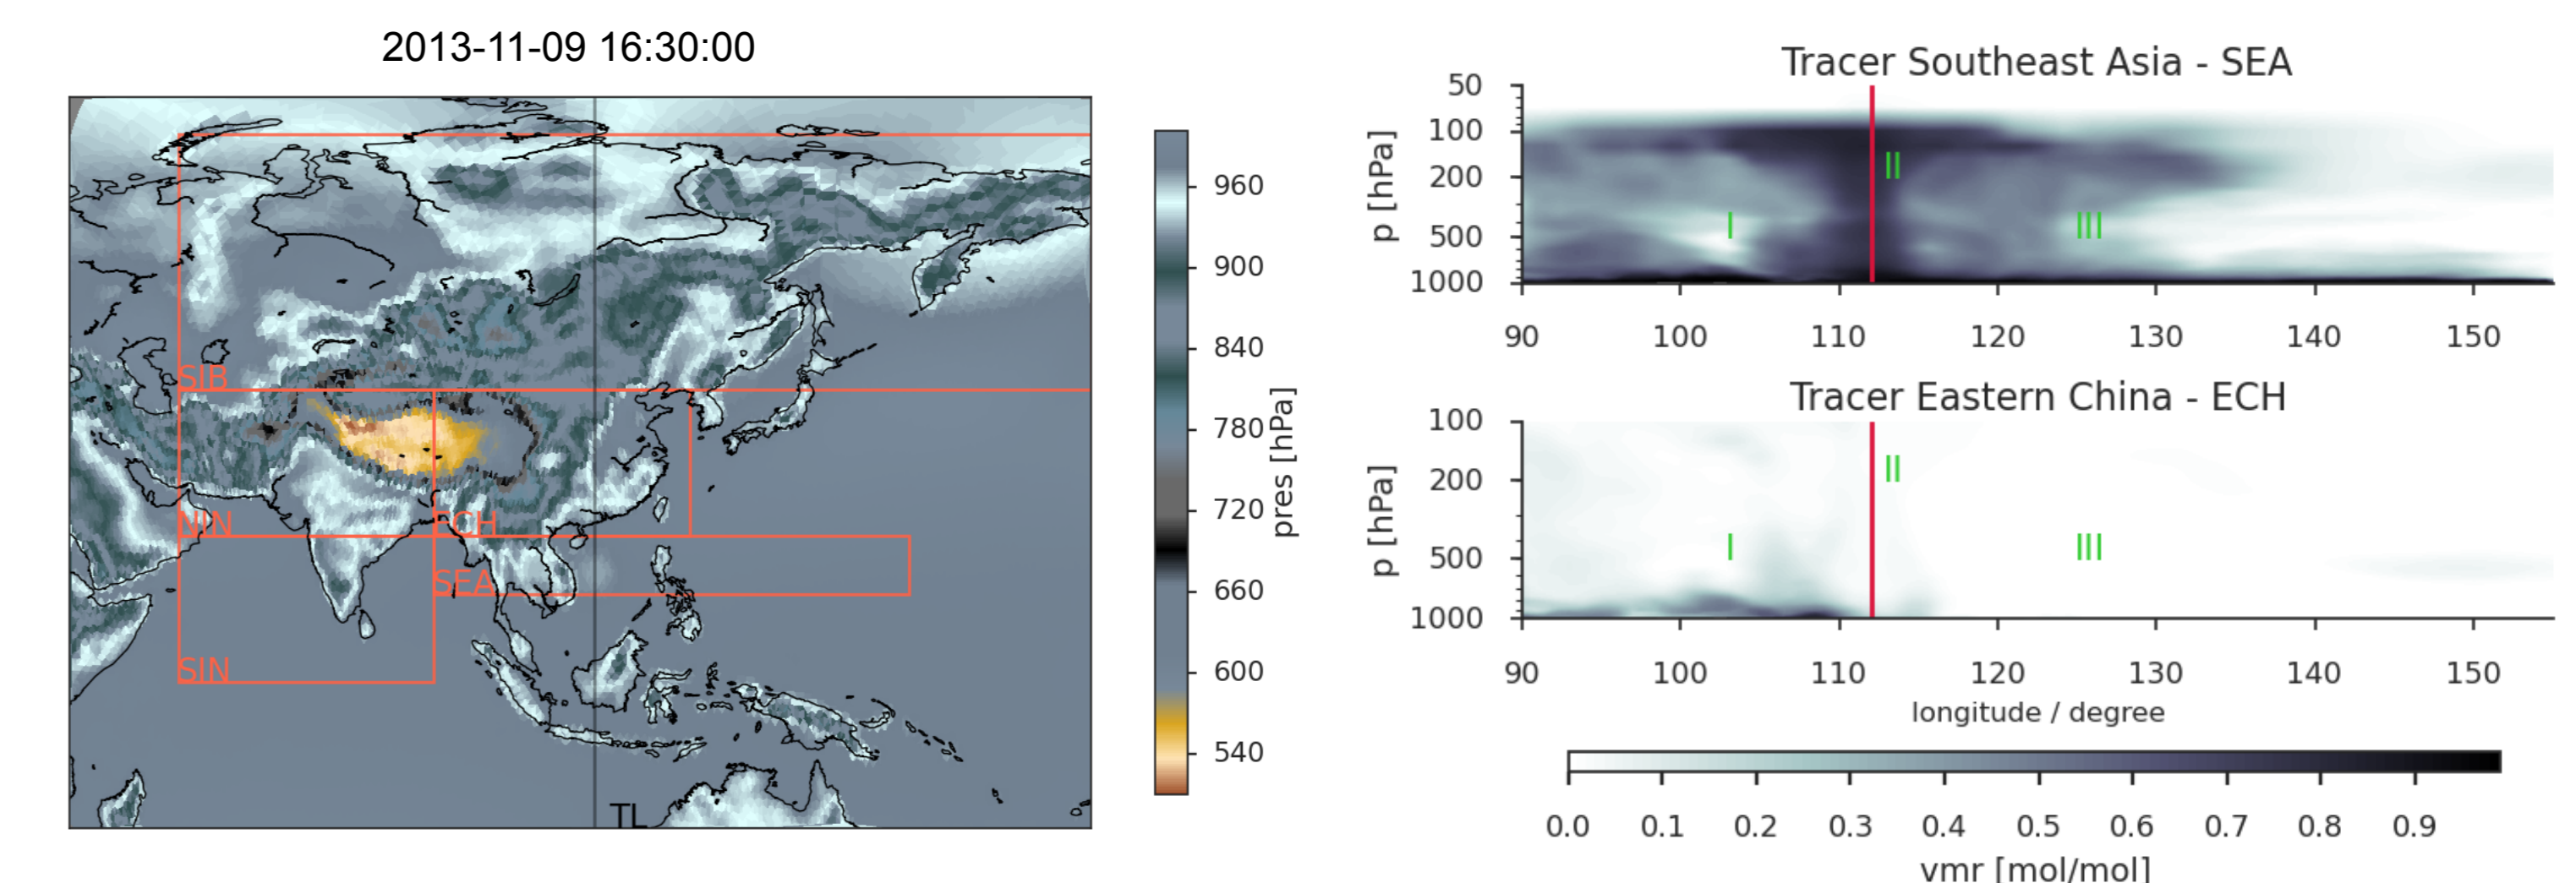 2013-11-09 16:30:00
SIB
NIN
ECH
SEA
SIN
TL
960
900
840
780
720
660
600
540
pres [hPa]
Tracer Southeast Asia - SEA
50
100
200
500
1000
p [hPa]
I
II
III
90 100 110 120 130 140 150
Tracer Eastern China - ECH
100
200
500
1000
p [hPa]
I
II
III
90 100 110 120 130 140 150
longitude / degree
0.0 0.1 0.2 0.3 0.4 0.5 0.6 0.7 0.8 0.9
vmr [mol/mol]